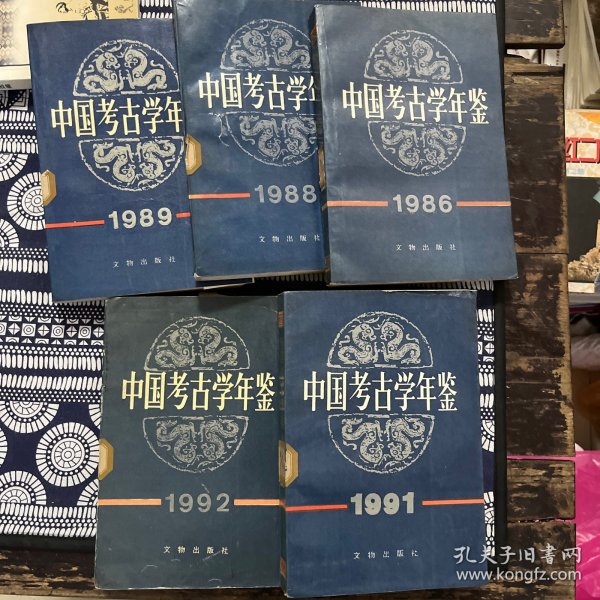 中国考古学年
1989
文物出版社
中国考古学年
1988
文物出版社
中国考古学年鉴
1986
文物出版社
中国考古学年鉴
1992
文物出版社
中国考古学年鉴
1991
文物出版社
孔夫子旧书网
www.kongfz.com